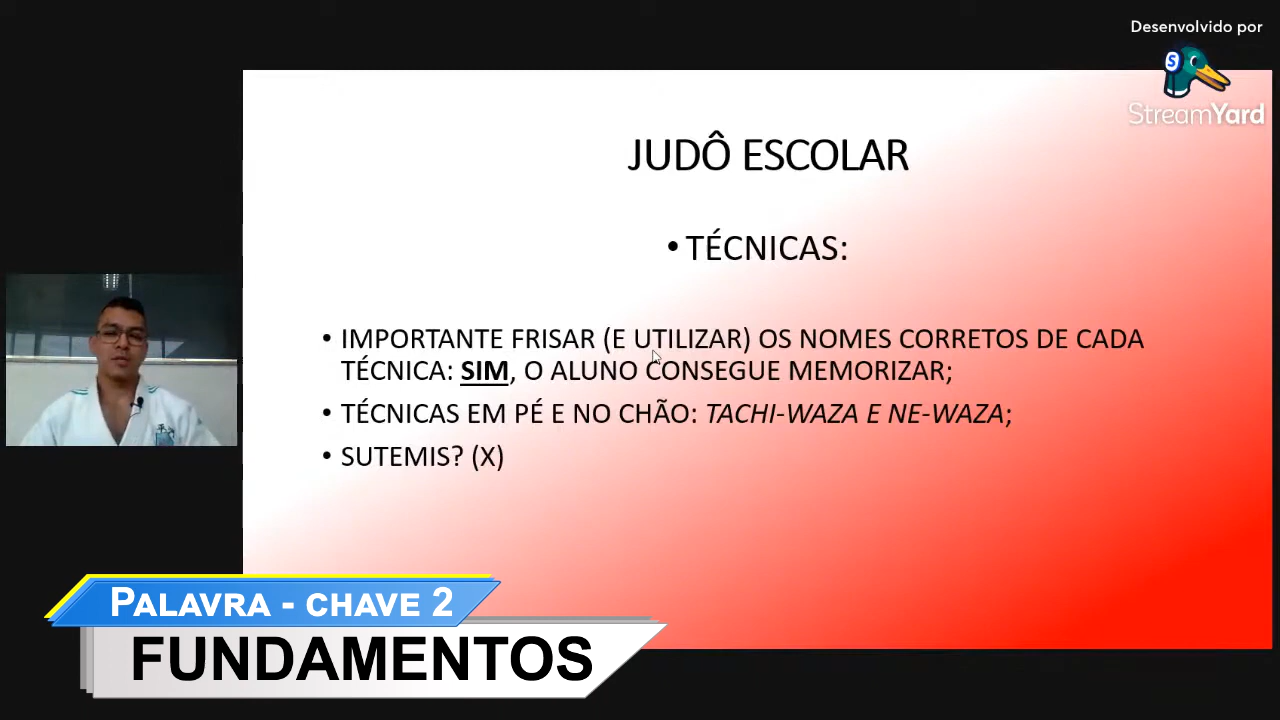 Desenvolvido por
StreamYard
JUDÔ ESCOLAR
• TÉCNICAS:
• IMPORTANTE FRISAR (E UTILIZAR) OS NOMES CORRETOS DE CADA
TÉCNICA: SIM, O ALUNO CONSEGUE MEMORIZAR;
• TÉCNICAS EM PÉ E NO CHÃO: TACHI-WAZA E NE-WAZA;
• SUTEMIS? (X)
PALAVRA - CHAVE 2
FUNDAMENTOS